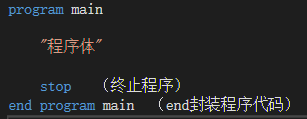 program main
"程序体"
stop （终止程序）
end program main （end封装程序代码）